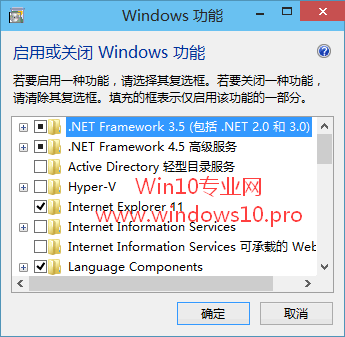 Windows 功能
启用或关闭 Windows 功能
若要启用一种功能，请选择其复选框。若要关闭一种功能，
请清除其复选框。填充的框表示仅启用该功能的一部分。
.NET Framework 3.5 (包括 .NET 2.0 和 3.0)
.NET Framework 4.5 高级服务
Active Directory 轻型目录服务
Hyper-V
Win10专业网
Internet Explorer 11
www.windows10.pro
Internet Information Services
Internet Information Services 可承载的 Web
Language Components
确定
取消